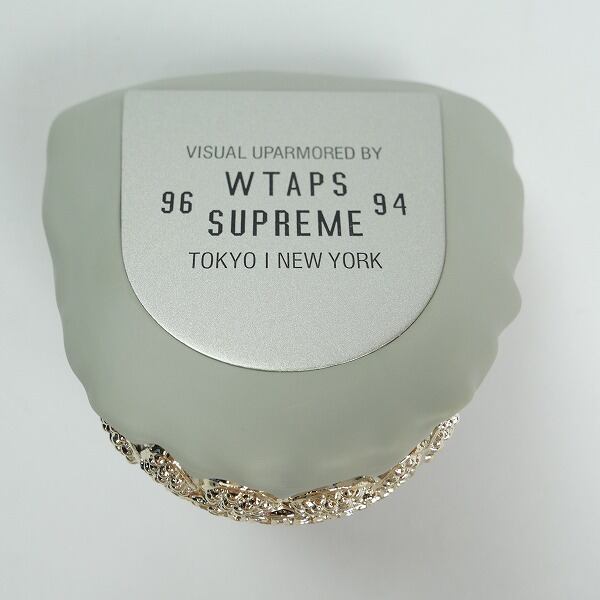 VISUAL UPARMORED BY
WTAPS
96 SUPREME 94
TOKYO I NEW YORK